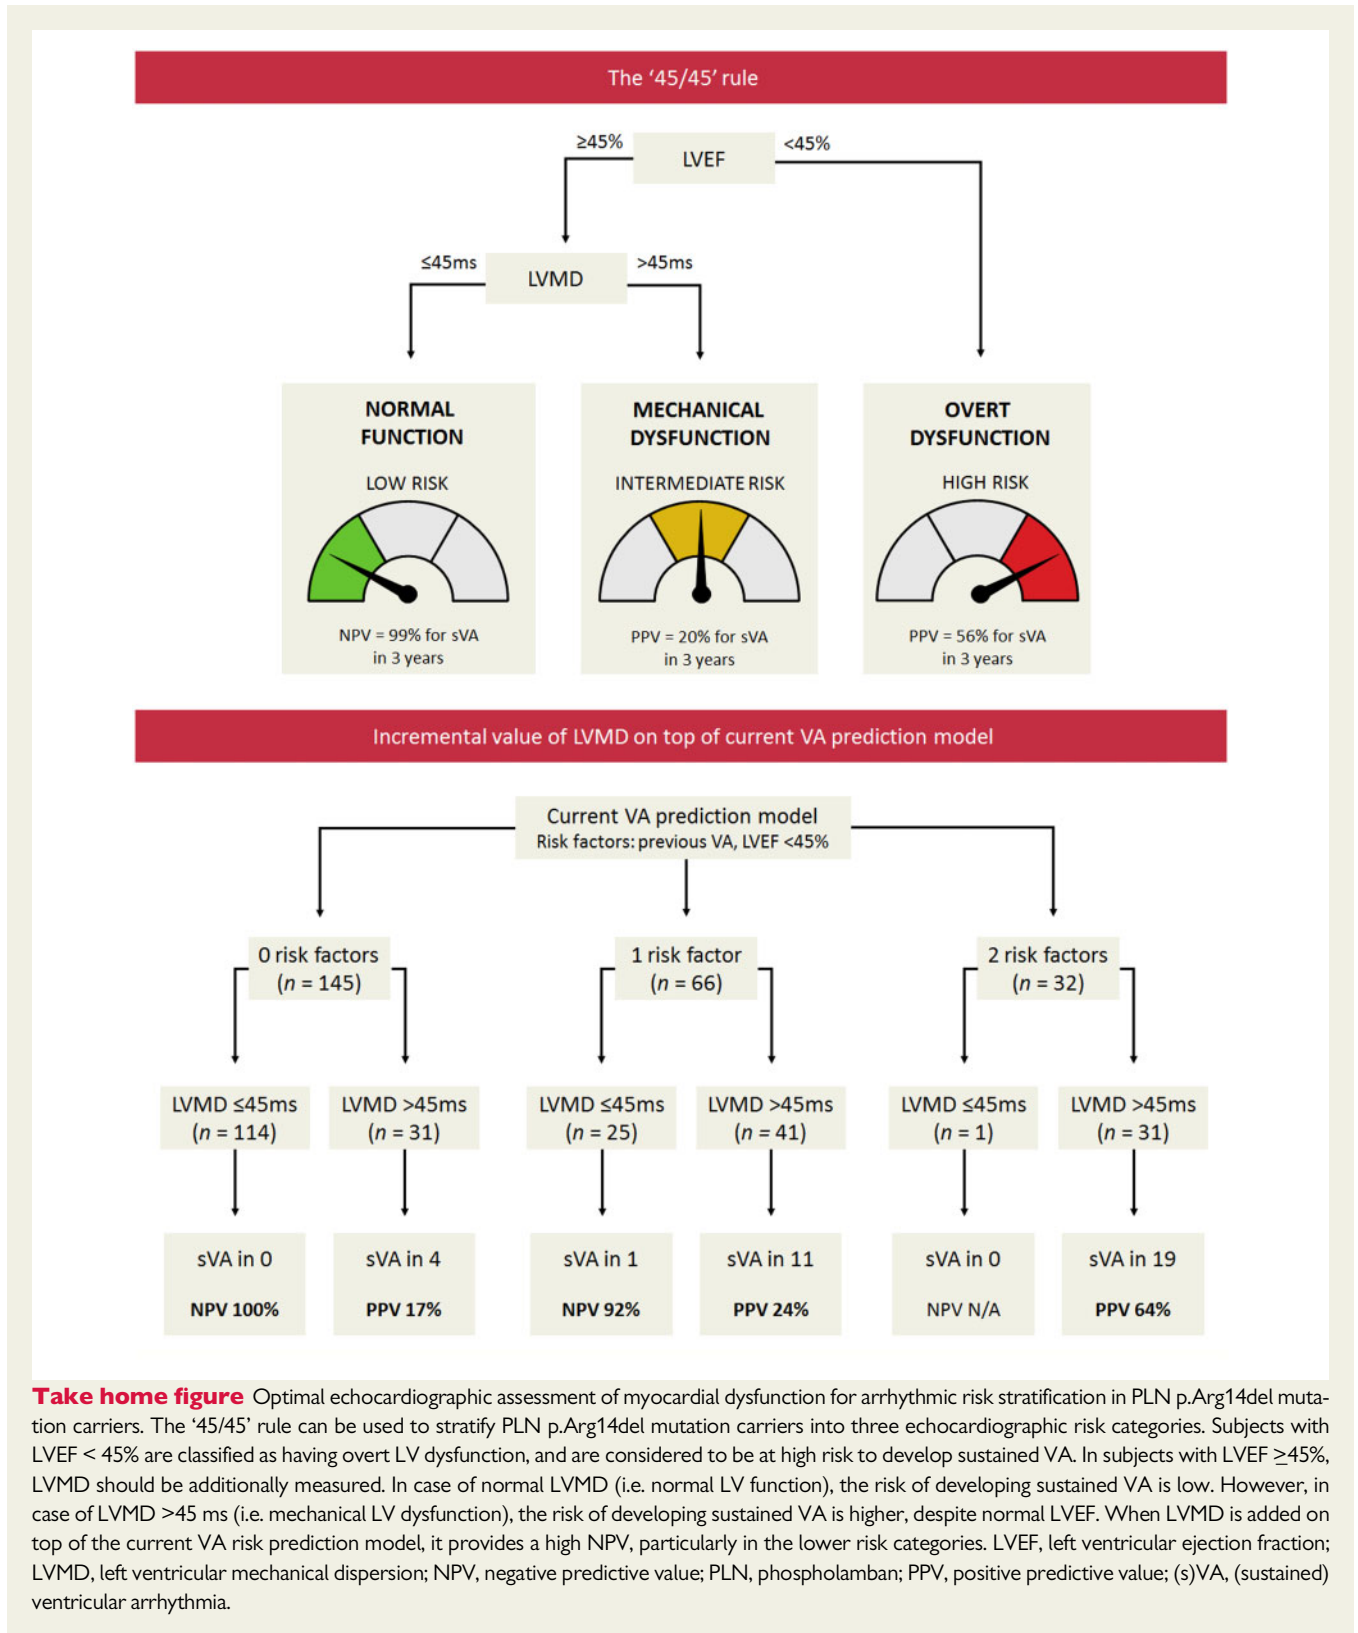 The ‘45/45’ rule
≥45%
LVEF
<45%
≤45ms
LVMD
>45ms
NORMAL
FUNCTION
LOW RISK
NPV = 99% for sVA
in 3 years
MECHANICAL
DYSFUNCTION
INTERMEDIATE RISK
PPV = 20% for sVA
in 3 years
OVERT
DYSFUNCTION
HIGH RISK
PPV = 56% for sVA
in 3 years
Incremental value of LVMD on top of current VA prediction model
Current VA prediction model
Risk factors: previous VA, LVEF <45%
0 risk factors
(n = 145)
1 risk factor
(n = 66)
2 risk factors
(n = 32)
LVMD ≤45ms
(n = 114)
LVMD >45ms
(n = 31)
LVMD ≤45ms
(n = 25)
LVMD >45ms
(n = 41)
LVMD ≤45ms
(n = 1)
LVMD >45ms
(n = 31)
sVA in 0
NPV 100%
sVA in 4
PPV 17%
sVA in 1
NPV 92%
sVA in 11
PPV 24%
sVA in 0
NPV N/A
sVA in 19
PPV 64%
Take home figure Optimal echocardiographic assessment of myocardial dysfunction for arrhythmic risk stratification in PLN p.Arg14del muta-
tion carriers. The ‘45/45’ rule can be used to stratify PLN p.Arg14del mutation carriers into three echocardiographic risk categories. Subjects with
LVEF < 45% are classified as having overt LV dysfunction, and are considered to be at high risk to develop sustained VA. In subjects with LVEF ≥45%,
LVMD should be additionally measured. In case of normal LVMD (i.e. normal LV function), the risk of developing sustained VA is low. However, in
case of LVMD >45 ms (i.e. mechanical LV dysfunction), the risk of developing sustained VA is higher, despite normal LVEF. When LVMD is added on
top of the current VA risk prediction model, it provides a high NPV, particularly in the lower risk categories. LVEF, left ventricular ejection fraction;
LVMD, left ventricular mechanical dispersion; NPV, negative predictive value; PLN, phospholamban; PPV, positive predictive value; (s)VA, (sustained)
ventricular arrhythmia.